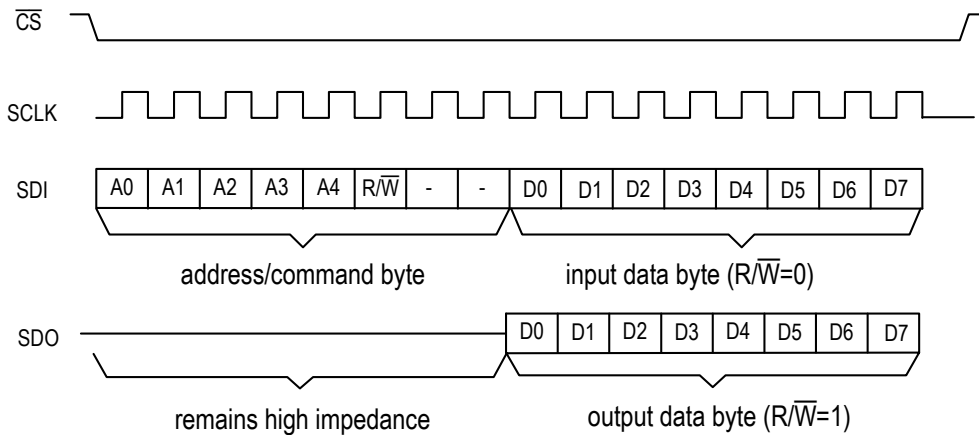 C̅S̅
SCLK
SDI A0 A1 A2 A3 A4 R/W̅ - - D0 D1 D2 D3 D4 D5 D6 D7
address/command byte input data byte (R/W̅=0)
SDO D0 D1 D2 D3 D4 D5 D6 D7
remains high impedance output data byte (R/W̅=1)